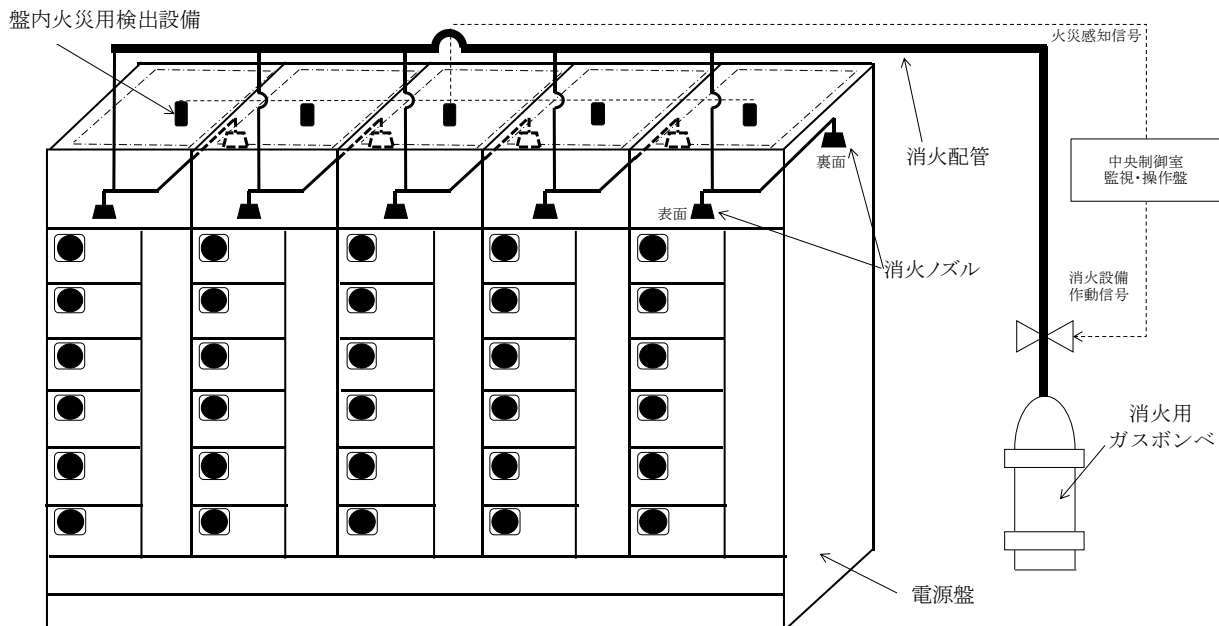 盤内火災用検出設備
火災感知信号
消火配管
裏面
中央制御室
監視・操作盤
表面
消火ノズル
消火設備
作動信号
消火用
ガスボンベ
電源盤